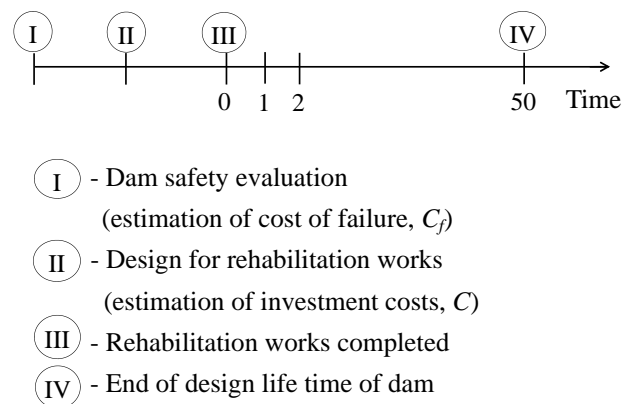 I II III IV
0 1 2 50 Time
I - Dam safety evaluation
(estimation of cost of failure, Cf)
II - Design for rehabilitation works
(estimation of investment costs, C)
III - Rehabilitation works completed
IV - End of design life time of dam